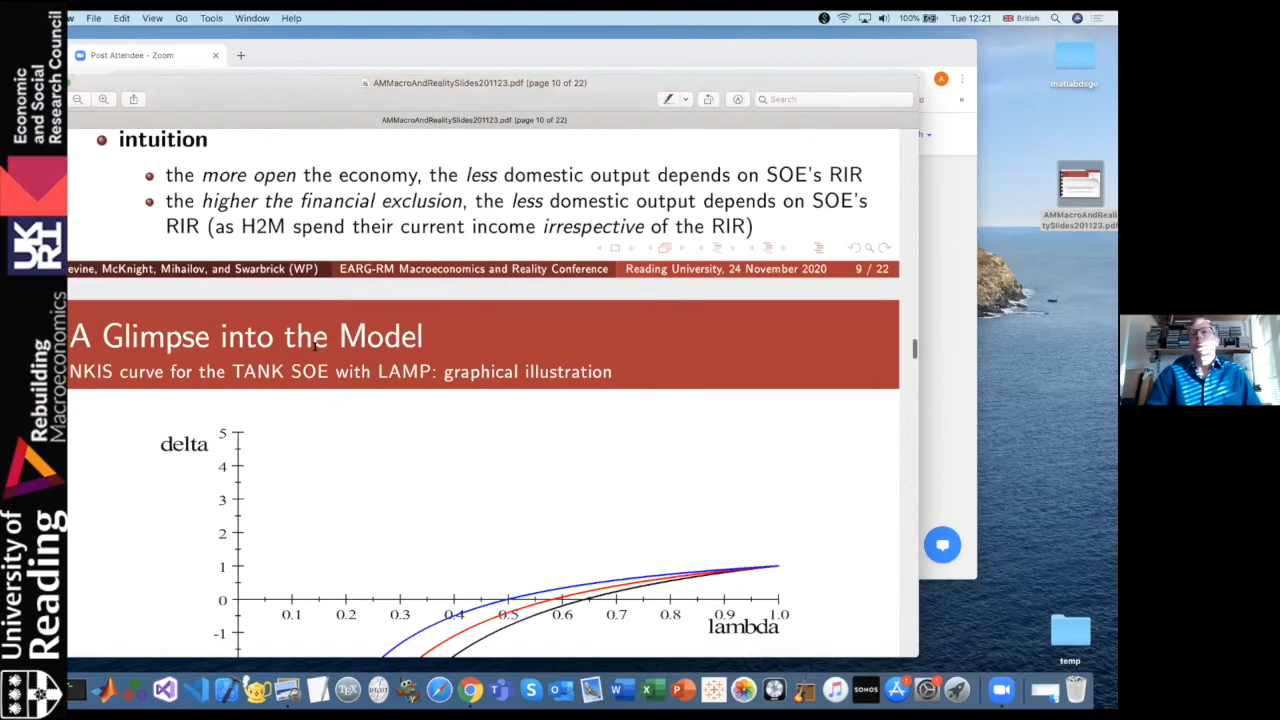 w File Edit View Go Tools Window Help
100% Tue 12:21 British
Post Attendee - Zoom
AMMacroAndRealitySlides201123.pdf (page 10 of 22)
Search
AMMacroAndRealitySlides201123.pdf (page 10 of 22)
A
d
h
intuition
the more open the economy, the less domestic output depends on SOE's RIR
the higher the financial exclusion, the less domestic output depends on SOE's
RIR (as H2M spend their current income irrespective of the RIR)
evine, McKnight, Mihailov, and Swarbrick (WP) EARG-RM Macroeconomics and Reality Conference Reading University, 24 November 2020 9 / 22
A Glimpse into the Model
NKIS curve for the TANK SOE with LAMP: graphical illustration
delta
5
4
3
2
1
0
-1
0.1 0.2 0.3 0.4 0.5 0.6 0.7 0.8 0.9 1.0
lambda
matlabdsge
AMMacroAndReali
tySlides201123.pdf
temp
SONOS
1
1
Economic
and Social
Research Council
UKRI
Rebuilding
Macroeconomics
University of
Reading